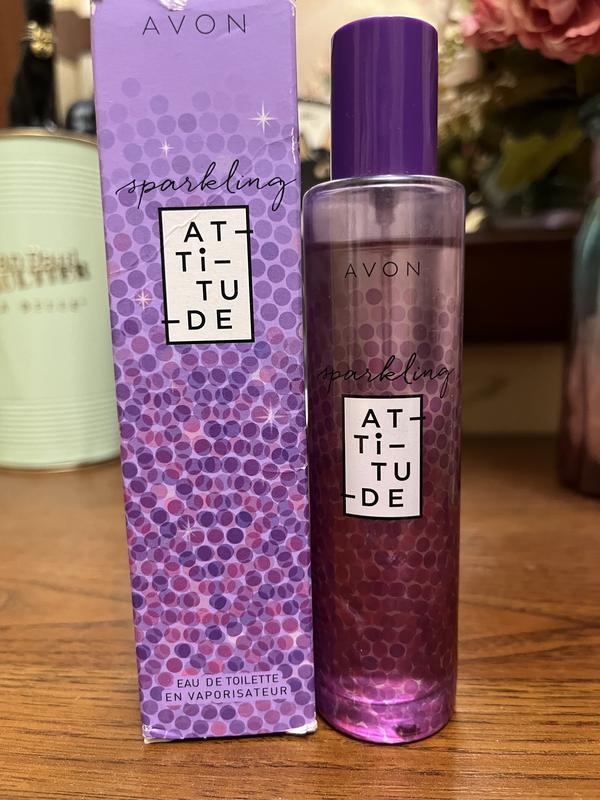 AVON
sparkling
AT-
Ti-
TU
-DE
EAU DE TOILETTE
EN VAPORISATEUR
AVON
sparkling
AT-
Ti-
TU
-DE